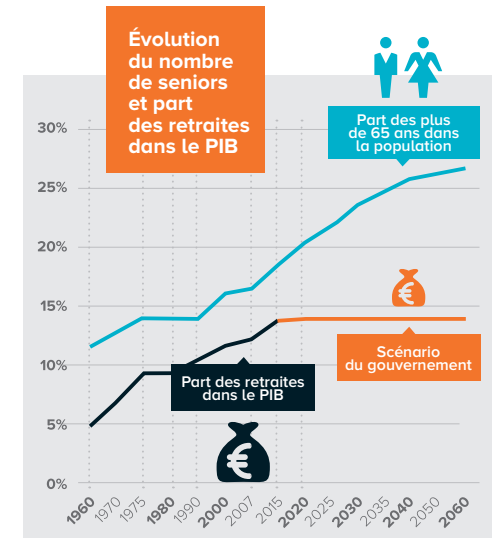 Évolution
du nombre
de seniors
et part
des retraites
dans le PIB
Part des plus
de 65 ans dans
la population
30%
25%
20%
15%
10%
5%
0%
€
Scénario
du gouvernement
Part des retraites
dans le PIB
€
1960 1970 1975 1980 1990 2000 2007 2015 2020 2025 2030 2035 2040 2050 2060